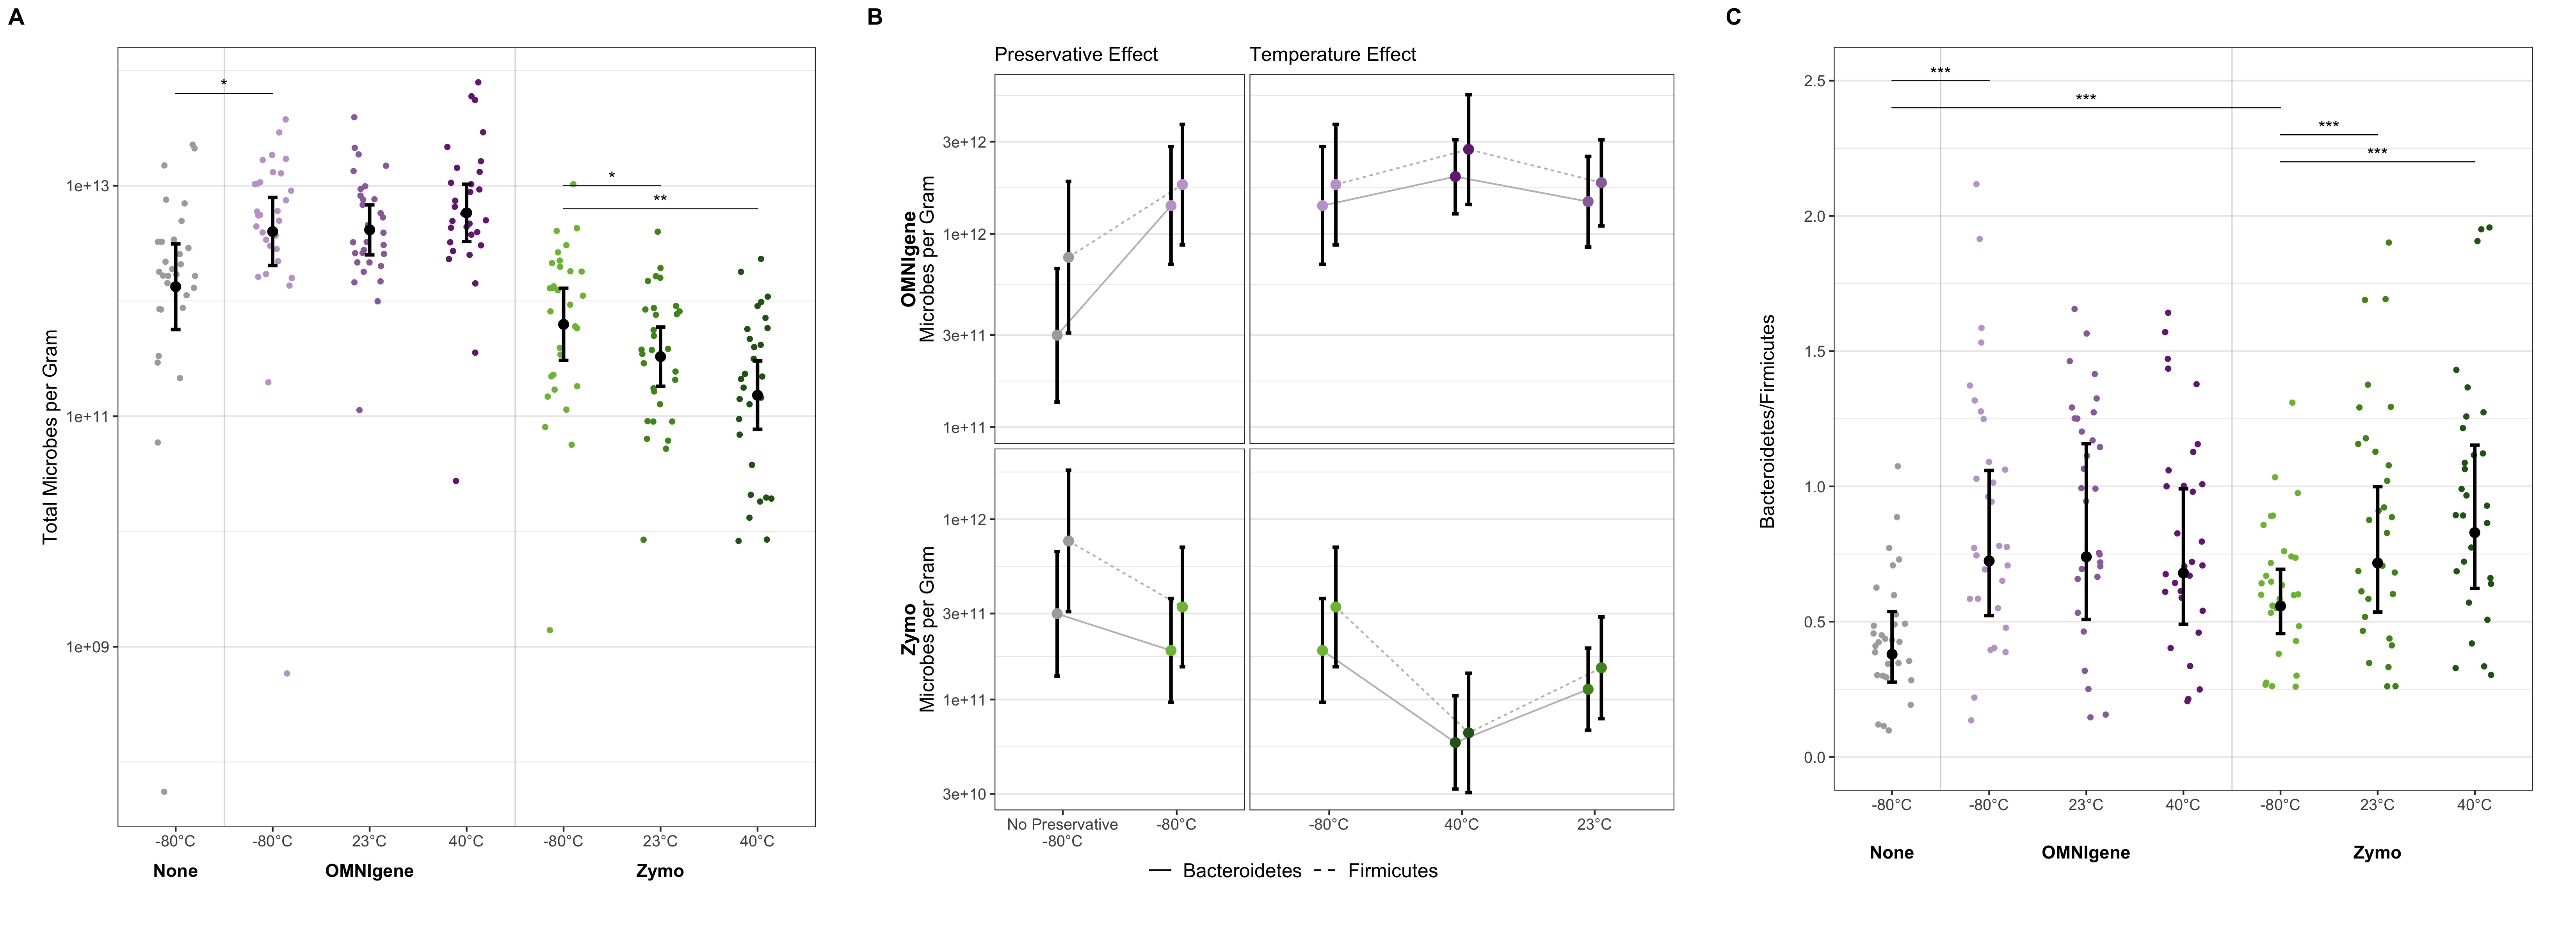 A
Total Microbes per Gram
1e+13
1e+11
1e+09
*
*
**
-80°C -80°C 23°C 40°C -80°C 23°C 40°C
None OMNIgene Zymo
B
Preservative Effect Temperature Effect
OMNIgene
Microbes per Gram
3e+12
1e+12
3e+11
1e+11
Zymo
Microbes per Gram
1e+12
3e+11
1e+11
3e+10
No Preservative -80°C -80°C 40°C 23°C
-80°C
Bacteroidetes Firmicutes
C
Bacteroidetes/Firmicutes
2.5
2.0
1.5
1.0
0.5
0.0
***
***
***
***
-80°C -80°C 23°C 40°C -80°C 23°C 40°C
None OMNIgene Zymo